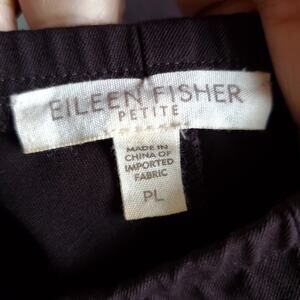 EILEEN FISHER
PETITE
MADE IN
CHINA OF
IMPORTED
FABRIC
PL